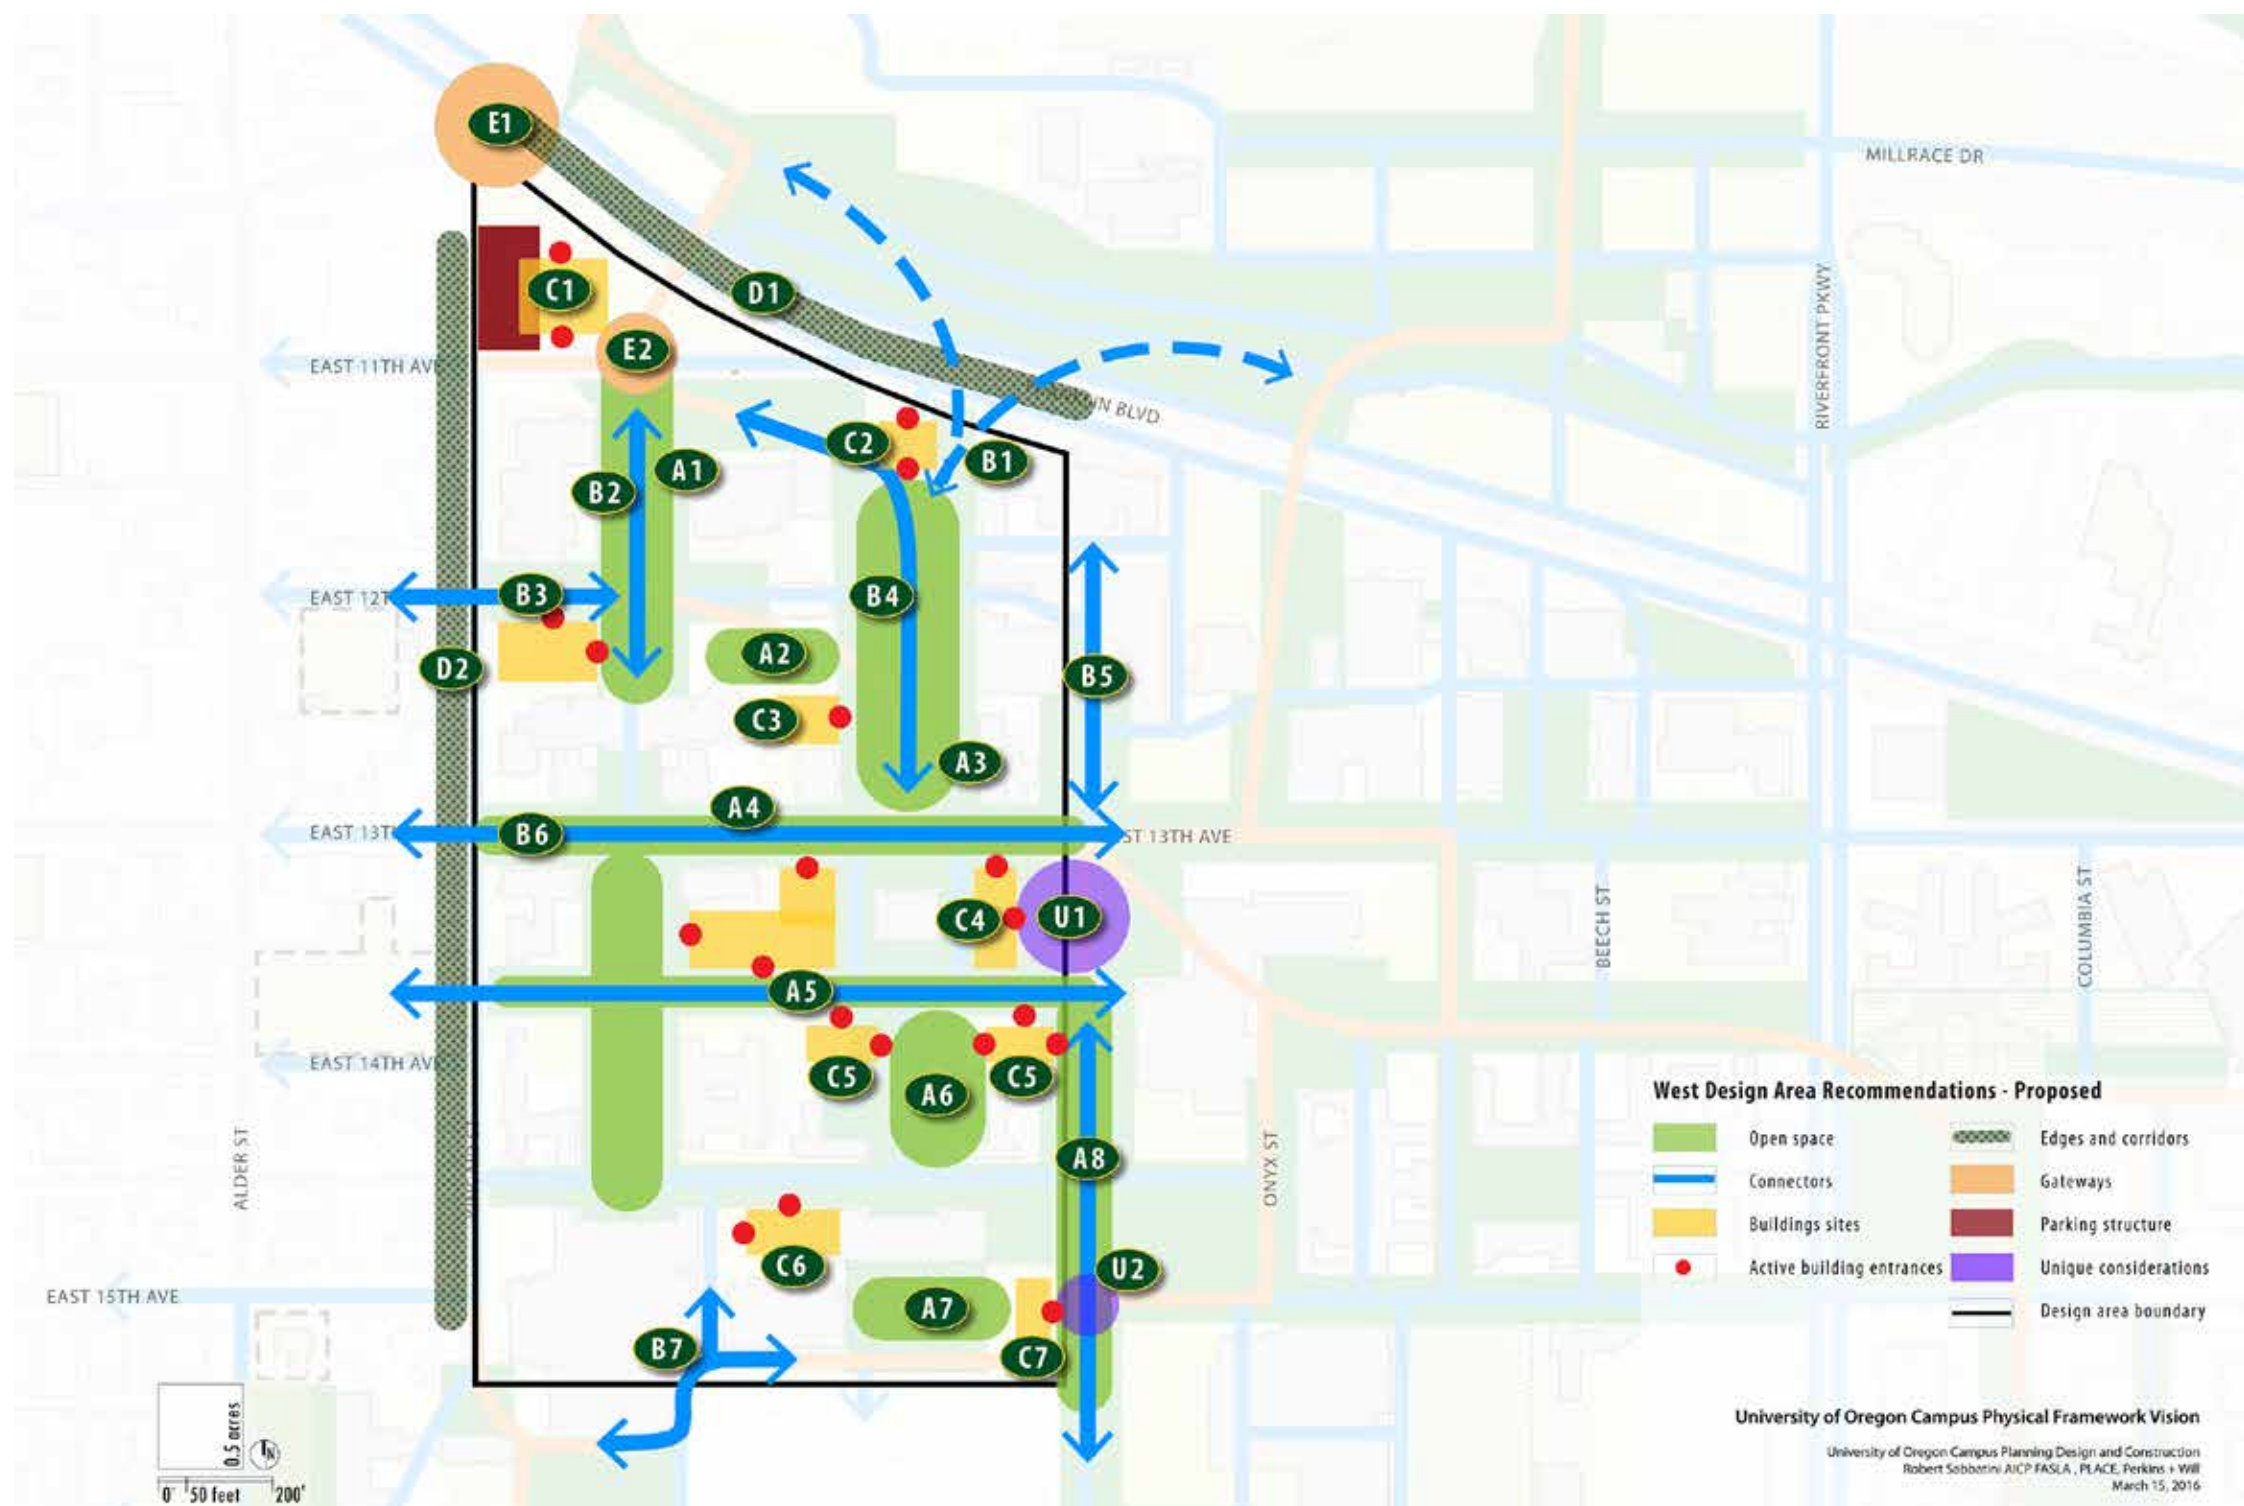 E1
MILLRACE DR
C1
D1
E2
EAST 11TH AV
RIVERFRONT PKWY
BLVD
C2
A1
B1
B2
EAST 12T
B3
B4
A2
D2
B5
C3
A3
A4
EAST 13T
B6
ST 13TH AVE
C4
U1
BEECH ST
COLUMBIA ST
A5
EAST 14TH AV
C5
C5
A6
West Design Area Recommendations - Proposed
Open space
Connectors
Buildings sites
Active building entrances
Edges and corridors
Gateways
Parking structure
Unique considerations
Design area boundary
ALDER ST
ONYX ST
A8
C6
U2
EAST 15TH AVE
A7
B7
C7
0.5 acres
N
0' 50 feet 200'
University of Oregon Campus Physical Framework Vision
University of Oregon Campus Planning Design and Construction
Robert Sabbatini AICP FASLA , PLACE, Perkins + Will
March 15, 2016